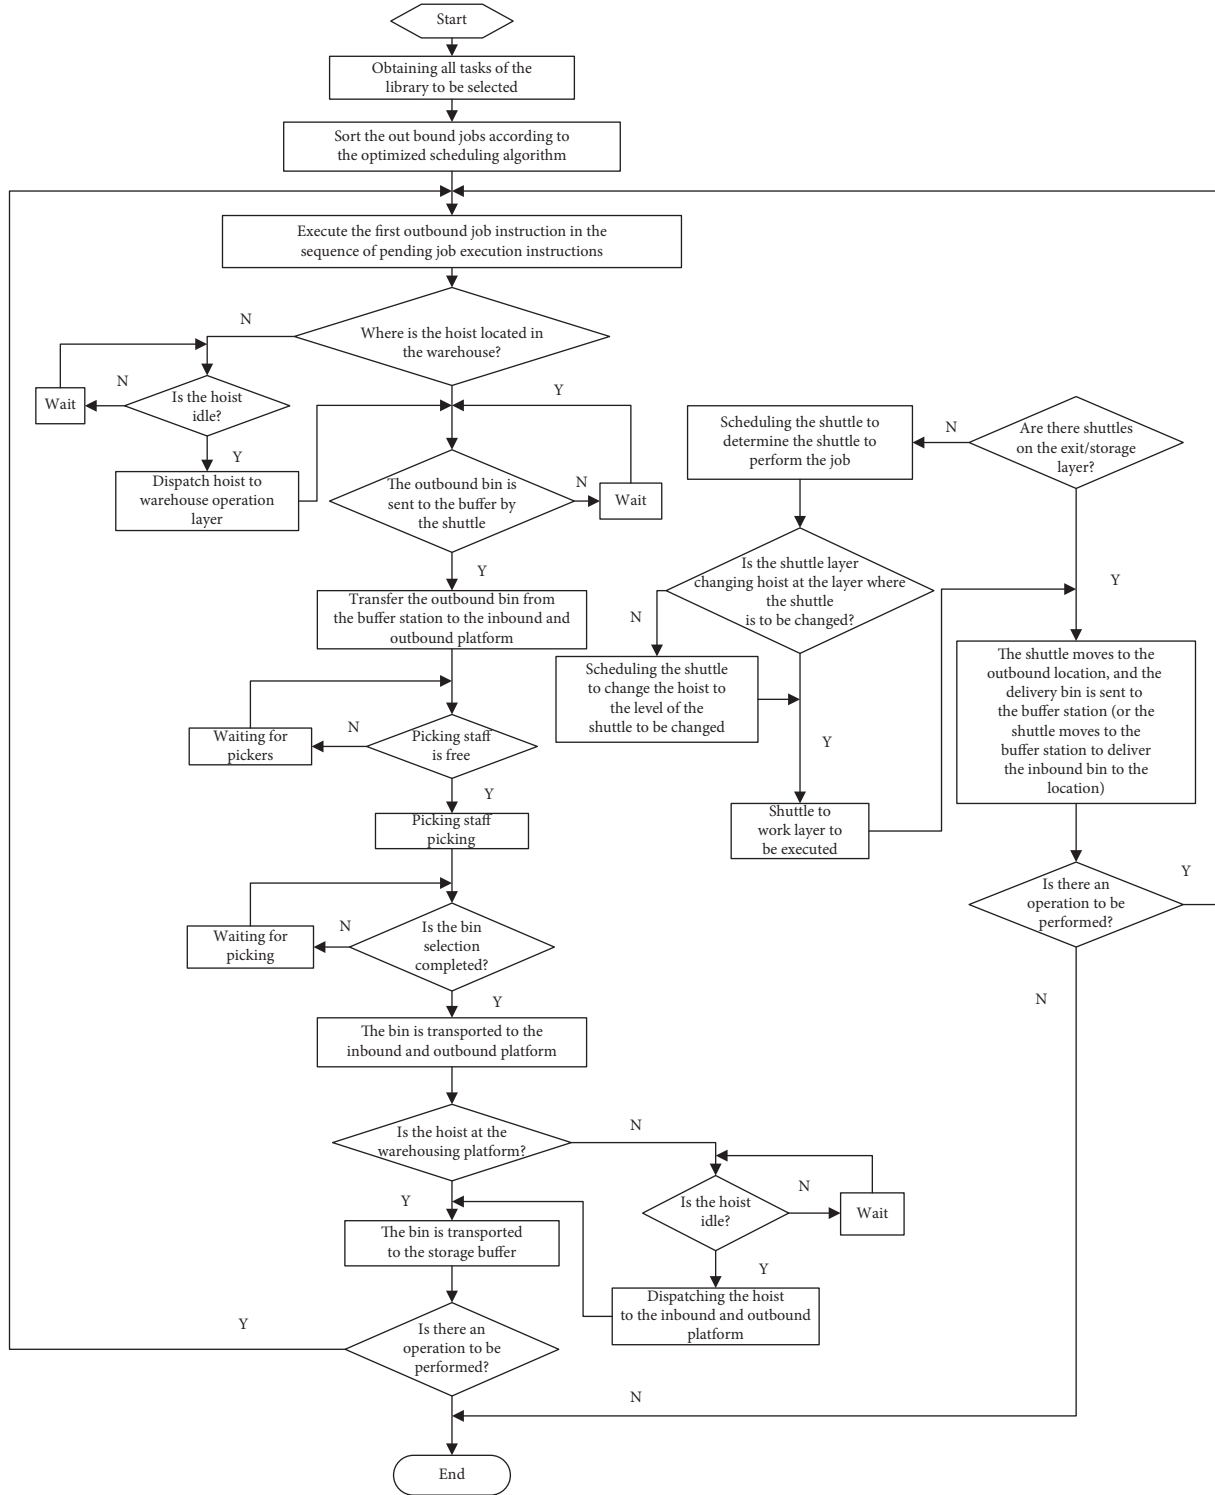 Start
Obtaining all tasks of the
library to be selected
Sort the out bound jobs according to
the optimized scheduling algorithm
Execute the first outbound job instruction in the
sequence of pending job execution instructions
N
Where is the hoist located in
the warehouse?
Wait
N
Is the hoist
idle?
Y
Dispatch hoist to
warehouse operation
layer
Y
The outbound bin is
sent to the buffer by
the shuttle
N
Wait
Y
Transfer the outbound bin from
the buffer station to the inbound and
outbound platform
Waiting for
pickers
N
Picking staff
is free
Y
Picking staff
picking
Waiting for
picking
N
Is the bin
selection
completed?
Y
The bin is transported to the
inbound and outbound platform
Is the hoist at the
warehousing platform?
N
Y
Is the hoist
idle?
N
Wait
Y
The bin is transported
to the storage buffer
Dispatching the hoist
to the inbound and outbound
platform
Y
Is there an
operation to be
performed?
N
End
Scheduling the shuttle to
determine the shuttle to
perform the job
N
Are there shuttles
on the exit/storage
layer?
Is the shuttle layer
changing hoist at the layer where
the shuttle
is to be changed?
Y
N
Scheduling the shuttle
to change the hoist to
the level of the
shuttle to be changed
Y
Shuttle to
work layer to
be executed
The shuttle moves to the
outbound location, and the
delivery bin is sent to
the buffer station (or the
shuttle moves to the
buffer station to deliver
the inbound bin to the
location)
Y
Is there an
operation to be
performed?
N